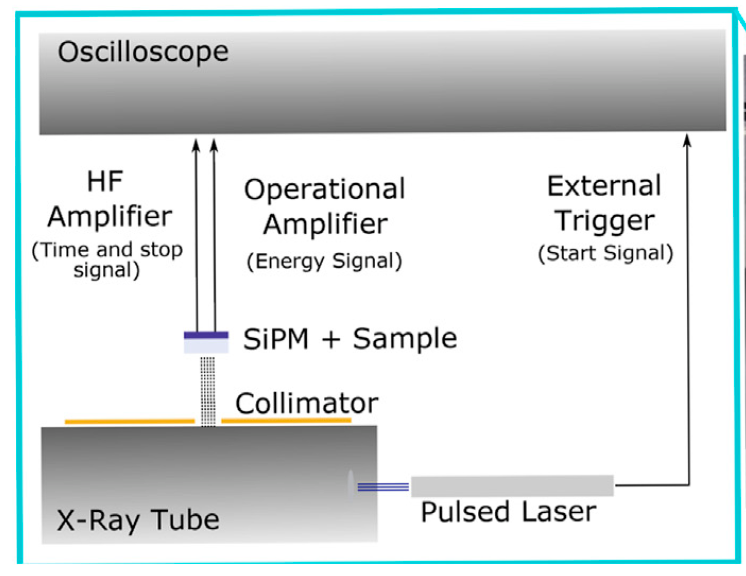 Oscilloscope
HF
Amplifier
(Time and stop
signal)
Operational
Amplifier
(Energy Signal)
External
Trigger
(Start Signal)
SiPM + Sample
Collimator
X-Ray Tube
Pulsed Laser